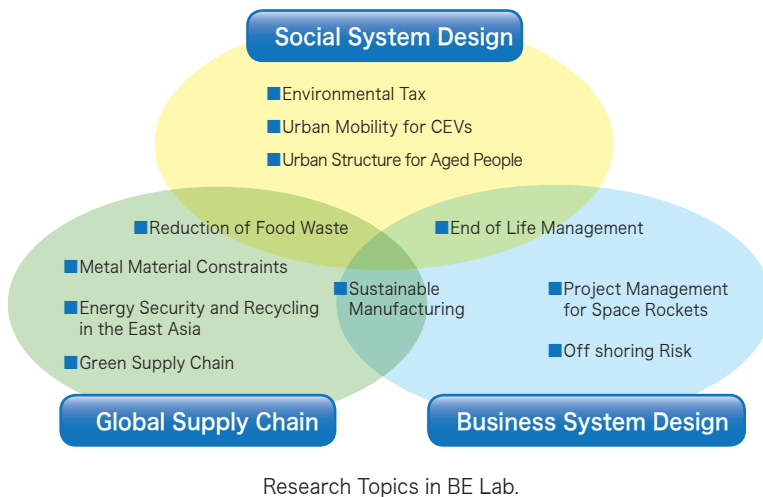 Social System Design
■Environmental Tax
■Urban Mobility for CEVs
■Urban Structure for Aged People
■Reduction of Food Waste
■End of Life Management
■Metal Material Constraints
■Sustainable
Manufacturing
■Project Management
for Space Rockets
■Energy Security and Recycling
in the East Asia
■Off shoring Risk
■Green Supply Chain
Global Supply Chain
Business System Design
Research Topics in BE Lab.